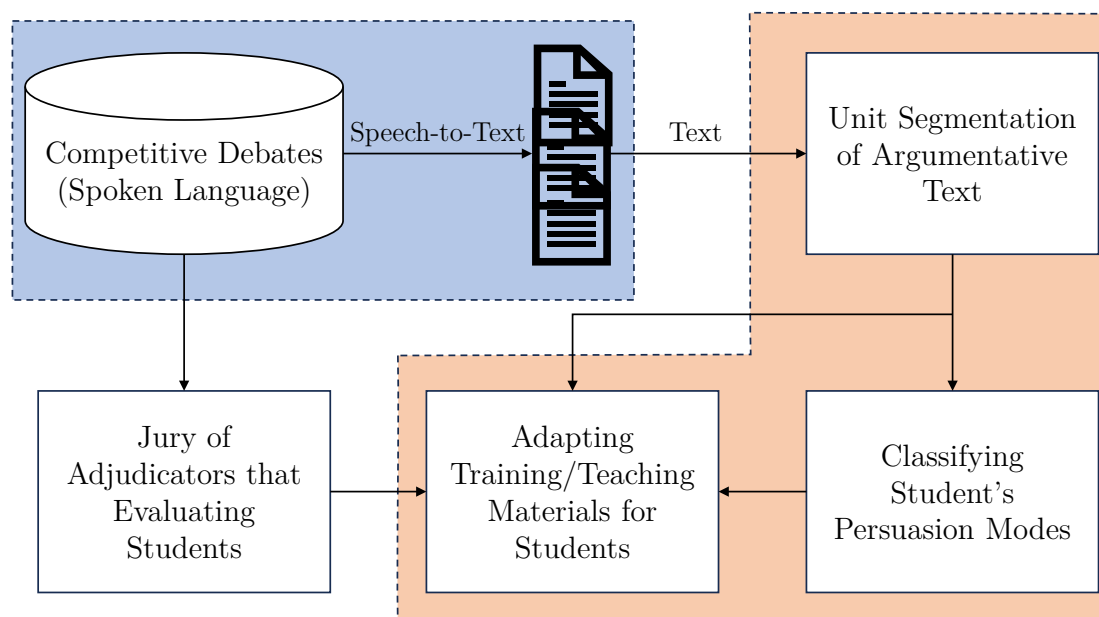 Competitive Debates
(Spoken Language)
Speech-to-Text
Text
Unit Segmentation
of Argumentative
Text
Jury of
Adjudicators that
Evaluating
Students
Adapting
Training/Teaching
Materials for
Students
Classifying
Student's
Persuasion Modes